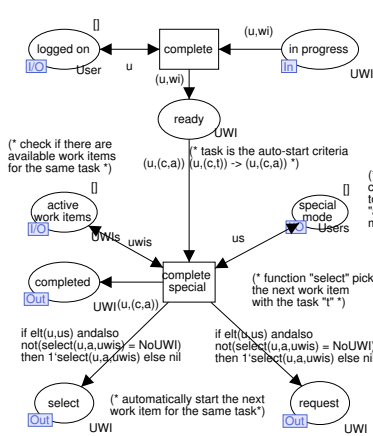 []
logged on
I/O
User
u
complete
(u,wi)
in progress
In
UWI
(u,wi)
ready
UWI
(* check if there are
available work items
for the same task *)
(* task is the auto-start criteria
(u,(c,a)) (u,(c,t)) -> (u,(c,a)) *)
[]
active
work items
I/O
UWIs
uwis
us
[]
special
mode
Users
completed
Out
UWI
(u,(c,a))
complete
special
(* function "select" pick
the next work item
with the task "t" *)
if elt(u,us) andalso
not(select(u,a,uwis) = NoUWI)
then 1‘select(u,a,uwis) else nil
if elt(u,us) andalso
not(select(u,a,uwis) = NoUWI)
then 1‘select(u,a,uwis) else nil
select
Out
UWI
(* automatically start the next
work item for the same task*)
request
Out
UWI